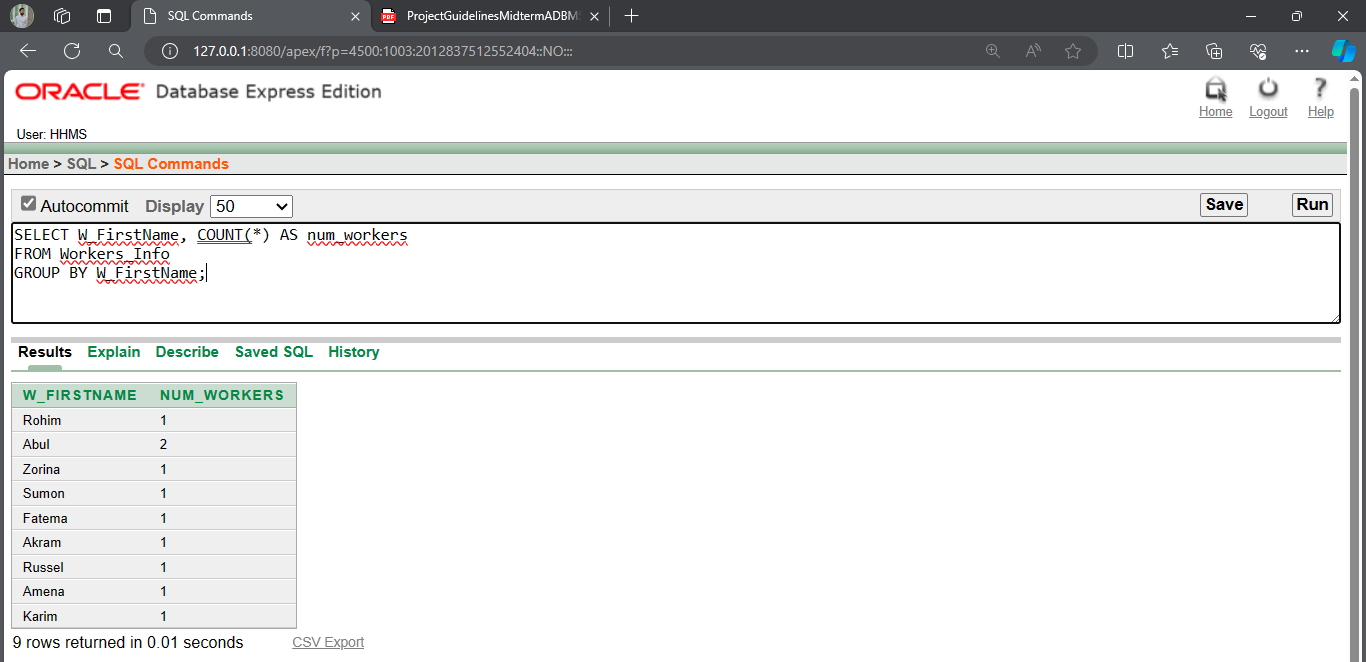 SQL Commands
ProjectGuidelinesMidtermADBMS
127.0.0.1:8080/apex/f?p=4500:1003:2012837512552404::NO:::
ORACLE Database Express Edition
Home Logout Help
User: HHMS
Home > SQL > SQL Commands
Autocommit Display 50 Save Run
SELECT W_FirstName, COUNT(*) AS num_workers
FROM Workers_Info
GROUP BY W_FirstName;
Results Explain Describe Saved SQL History
W_FIRSTNAME NUM_WORKERS
Rohim 1
Abul 2
Zorina 1
Sumon 1
Fatema 1
Akram 1
Russel 1
Amena 1
Karim 1
9 rows returned in 0.01 seconds CSV Export